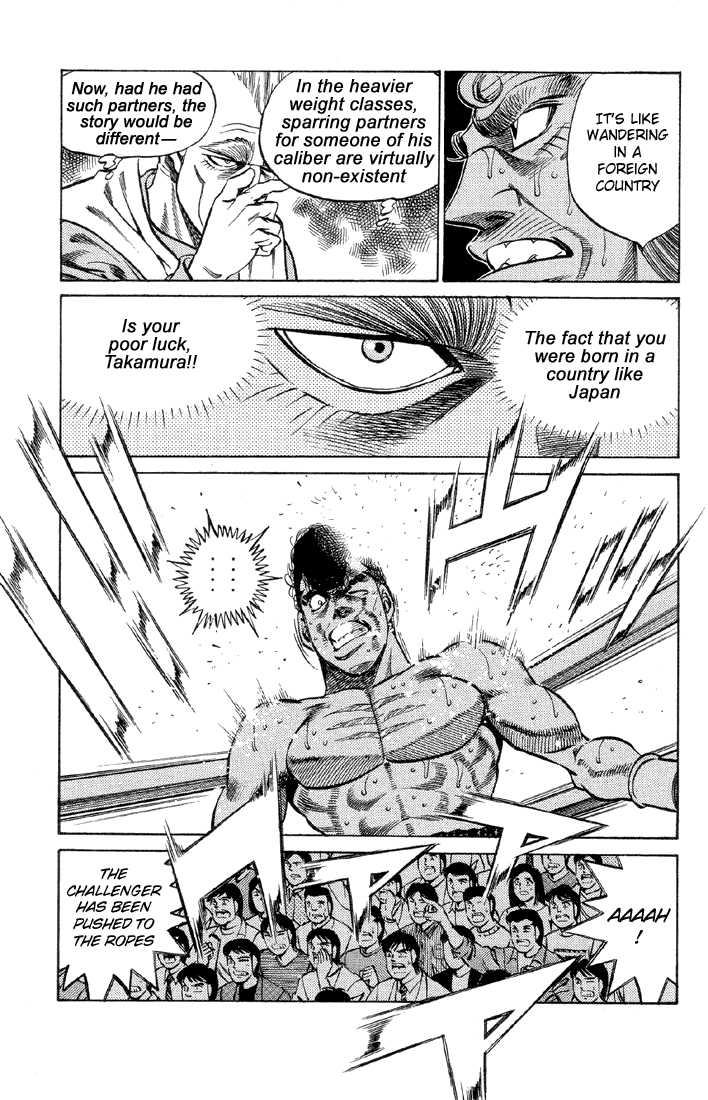 IT'S LIKE
WANDERING
IN A
FOREIGN
COUNTRY
In the heavier
weight classes,
sparring partners
for someone of his
caliber are virtually
non-existent
Now, had he had
such partners, the
story would be
different—
The fact that you
were born in a
country like
Japan
Is your
poor luck,
Takamura!!
AAAAH
!
THE
CHALLENGER
HAS BEEN
PUSHED TO
THE ROPES